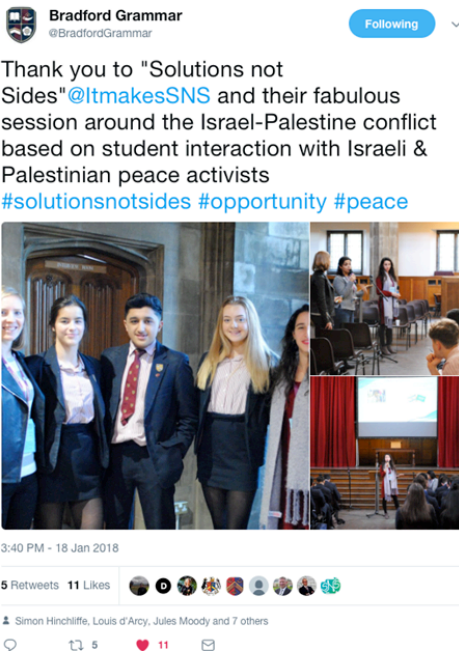 Bradford Grammar
@BradfordGrammar
Following
Thank you to "Solutions not
Sides"@ItmakesSNS and their fabulous
session around the Israel-Palestine conflict
based on student interaction with Israeli &
Palestinian peace activists
#solutionsnotsides #opportunity #peace
3:40 PM - 18 Jan 2018
5 Retweets 11 Likes
D
Simon Hinchliffe, Louis d'Arcy, Jules Moody and 7 others
5 11